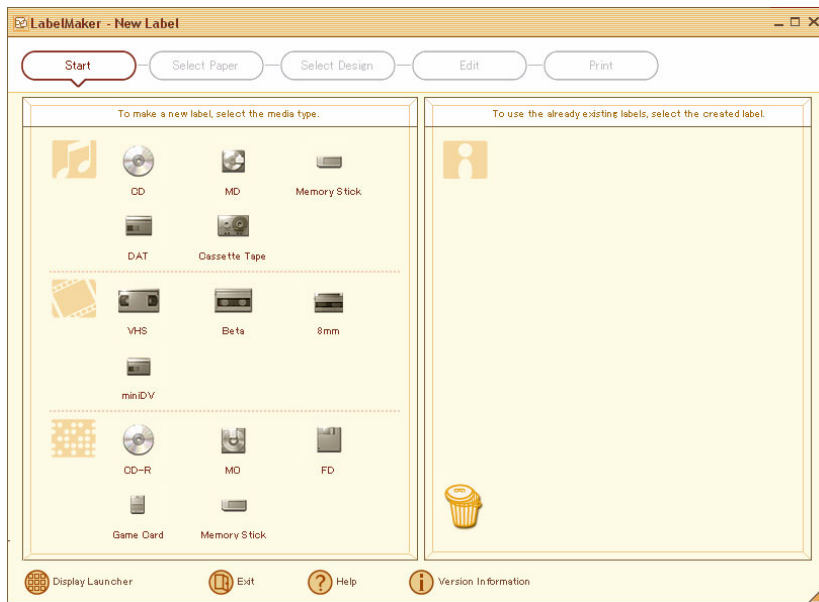 LabelMaker - New Label
Start
Select Paper
Select Design
Edit
Print
To make a new label, select the media type.
To use the already existing labels, select the created label.
CD
MD
Memory Stick
DAT
Cassette Tape
VHS
Beta
8mm
miniDV
CD-R
MO
FD
Game Card
Memory Stick
Display Launcher
Exit
Help
Version Information